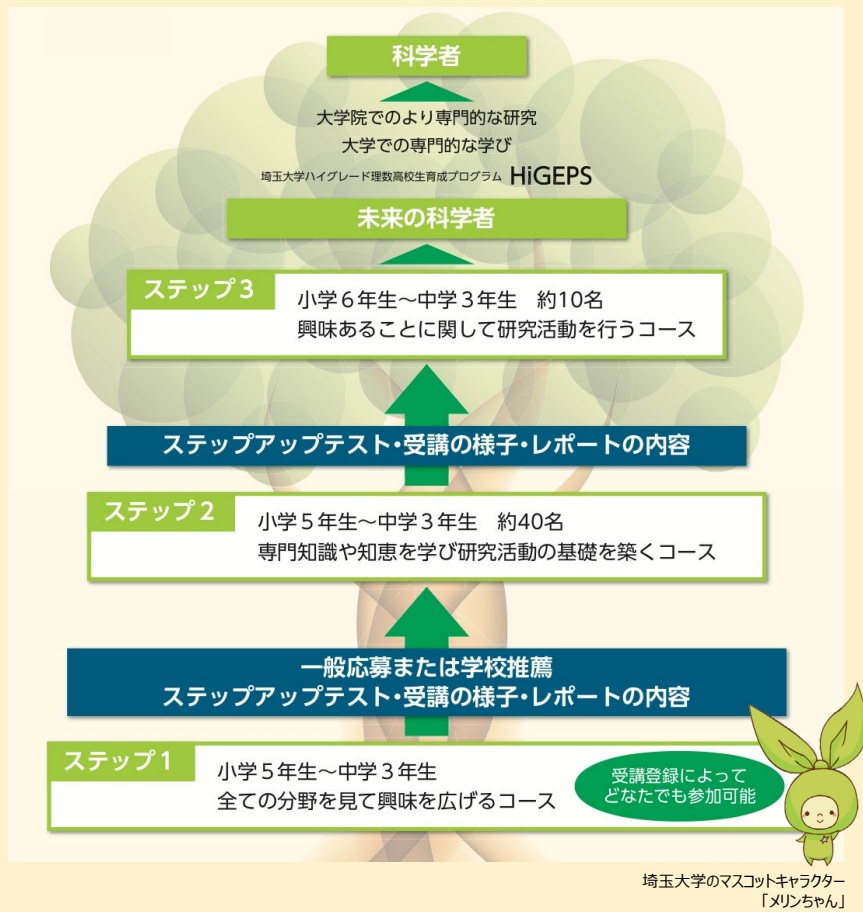 科学者
大学院でのより専門的な研究
大学での専門的な学び
埼玉大学ハイグレード理数高校生育成プログラム HiGEPS
未来の科学者
ステップ3
小学6年生～中学3年生　約10名
興味あることに関して研究活動を行うコース
ステップアップテスト・受講の様子・レポートの内容
ステップ2
小学5年生～中学3年生　約40名
専門知識や知恵を学び研究活動の基礎を築くコース
一般応募または学校推薦
ステップアップテスト・受講の様子・レポートの内容
ステップ1
小学5年生～中学3年生
全ての分野を見て興味を広げるコース
受講登録によって
どなたでも参加可能
埼玉大学のマスコットキャラクター
「メリンちゃん」